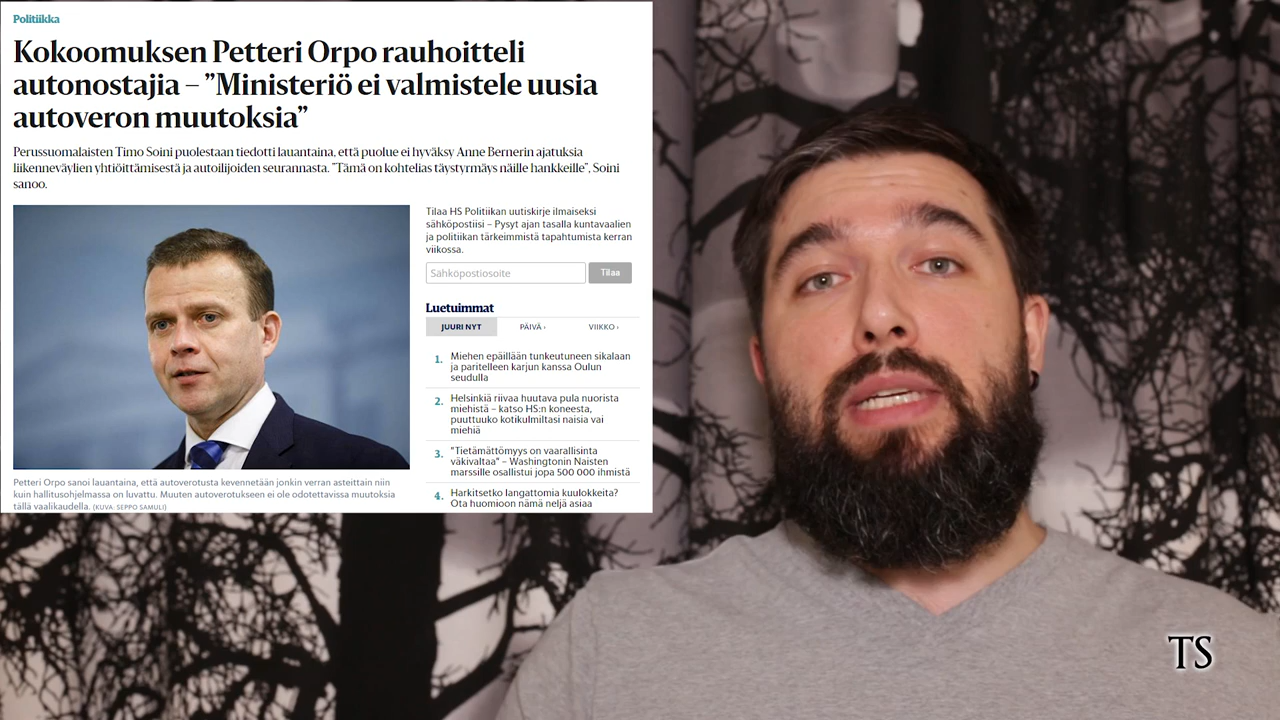 Politiikka
Kokoomuksen Petteri Orpo rauhoitteli
autonostajia – ”Ministeriö ei valmistele uusia
autoveron muutoksia”
Perussuomalaisten Timo Soini puolestaan tiedotti lauantaina, että puolue ei hyväksy Anne Bernerin ajatuksia
liikenneväylien yhtiöittämisestä ja autoilijoiden seurannasta. ”Tämä on kohtelias täystyrmäys näille hankkeille”, Soini
sanoo.
Tilaa HS Politiikan uutiskirje ilmaiseksi
sähköpostiisi – Pysyt ajan tasalla kuntavaalien
ja politiikan tärkeimmistä tapahtumista kerran
viikossa.
Sähköpostiosoite Tilaa
Luetuimmat
JUURI NYT PÄIVÄ › VIIKKO ›
1. Miehen epäillään tunkeutuneen sikalaan
ja paritelleen karjun kanssa Oulun
seudulla
2. Helsinkiä riivaa huutava pula nuorista
miehistä – katso HS:n koneesta,
puuttuuko kotikulmiltasi naisia vai
miehiä
3. ”Tietämättömyys on vaarallisinta
väkivaltaa” – Washingtonin Naisten
marssille osallistui jopa 500 000 ihmistä
4. Harkitsetko langattomia kuulokkeita?
Ota huomioon nämä neljä asiaa
Petteri Orpo sanoi lauantaina, että autoverotusta kevennetään jonkin verran asteittain niin
kuin hallitusohjelmassa on luvattu. Muuten autoverotukseen ei ole odotettavissa muutoksia
tällä vaalikaudella. (KUVA: SEPPO SAMULI)
TS